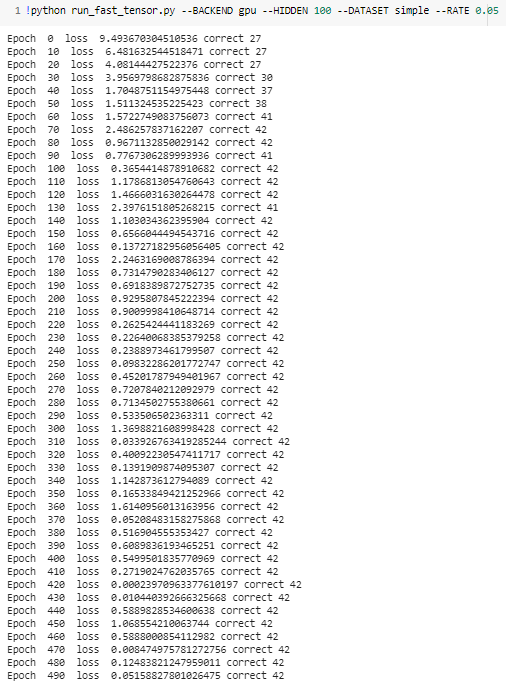 1 !python run_fast_tensor.py --BACKEND gpu --HIDDEN 100 --DATASET simple --RATE 0.05
Epoch 0 loss 9.493670304510536 correct 27
Epoch 10 loss 6.481632544518471 correct 27
Epoch 20 loss 4.08144427522376 correct 27
Epoch 30 loss 3.9569798682875836 correct 30
Epoch 40 loss 1.7048751154975448 correct 37
Epoch 50 loss 1.511324535225423 correct 38
Epoch 60 loss 1.5722749083756073 correct 41
Epoch 70 loss 2.486257837162207 correct 42
Epoch 80 loss 0.9671132850029142 correct 42
Epoch 90 loss 0.7767306289993936 correct 41
Epoch 100 loss 0.3654414878910682 correct 42
Epoch 110 loss 1.1786813054760643 correct 42
Epoch 120 loss 1.4666031630264478 correct 42
Epoch 130 loss 2.3976151805268215 correct 41
Epoch 140 loss 1.103034362395904 correct 42
Epoch 150 loss 0.6566044494543716 correct 42
Epoch 160 loss 0.13727182956056405 correct 42
Epoch 170 loss 2.2463169008786394 correct 42
Epoch 180 loss 0.7314790283406127 correct 42
Epoch 190 loss 0.6918389872752735 correct 42
Epoch 200 loss 0.9295807845222394 correct 42
Epoch 210 loss 0.9009998410648714 correct 42
Epoch 220 loss 0.2625424441183269 correct 42
Epoch 230 loss 0.22640068385379258 correct 42
Epoch 240 loss 0.2388973461799507 correct 42
Epoch 250 loss 0.09832286201772747 correct 42
Epoch 260 loss 0.45201787949401967 correct 42
Epoch 270 loss 0.7207840212092979 correct 42
Epoch 280 loss 0.7134502755380661 correct 42
Epoch 290 loss 0.533506502363311 correct 42
Epoch 300 loss 1.3698821608998428 correct 42
Epoch 310 loss 0.033926763419285244 correct 42
Epoch 320 loss 0.40092230547411717 correct 42
Epoch 330 loss 0.1391909874095307 correct 42
Epoch 340 loss 1.142873612794089 correct 42
Epoch 350 loss 0.16533849421252966 correct 42
Epoch 360 loss 1.6140956013163956 correct 42
Epoch 370 loss 0.05208483158275868 correct 42
Epoch 380 loss 0.516904555353427 correct 42
Epoch 390 loss 0.6089836193465251 correct 42
Epoch 400 loss 0.5499501835770969 correct 42
Epoch 410 loss 0.2719024762035765 correct 42
Epoch 420 loss 0.00023970963377610197 correct 42
Epoch 430 loss 0.010440392666325668 correct 42
Epoch 440 loss 0.5889828534600638 correct 42
Epoch 450 loss 1.068554210063744 correct 42
Epoch 460 loss 0.5888000854112982 correct 42
Epoch 470 loss 0.008474975781272756 correct 42
Epoch 480 loss 0.12483821247959011 correct 42
Epoch 490 loss 0.05158827801026475 correct 42